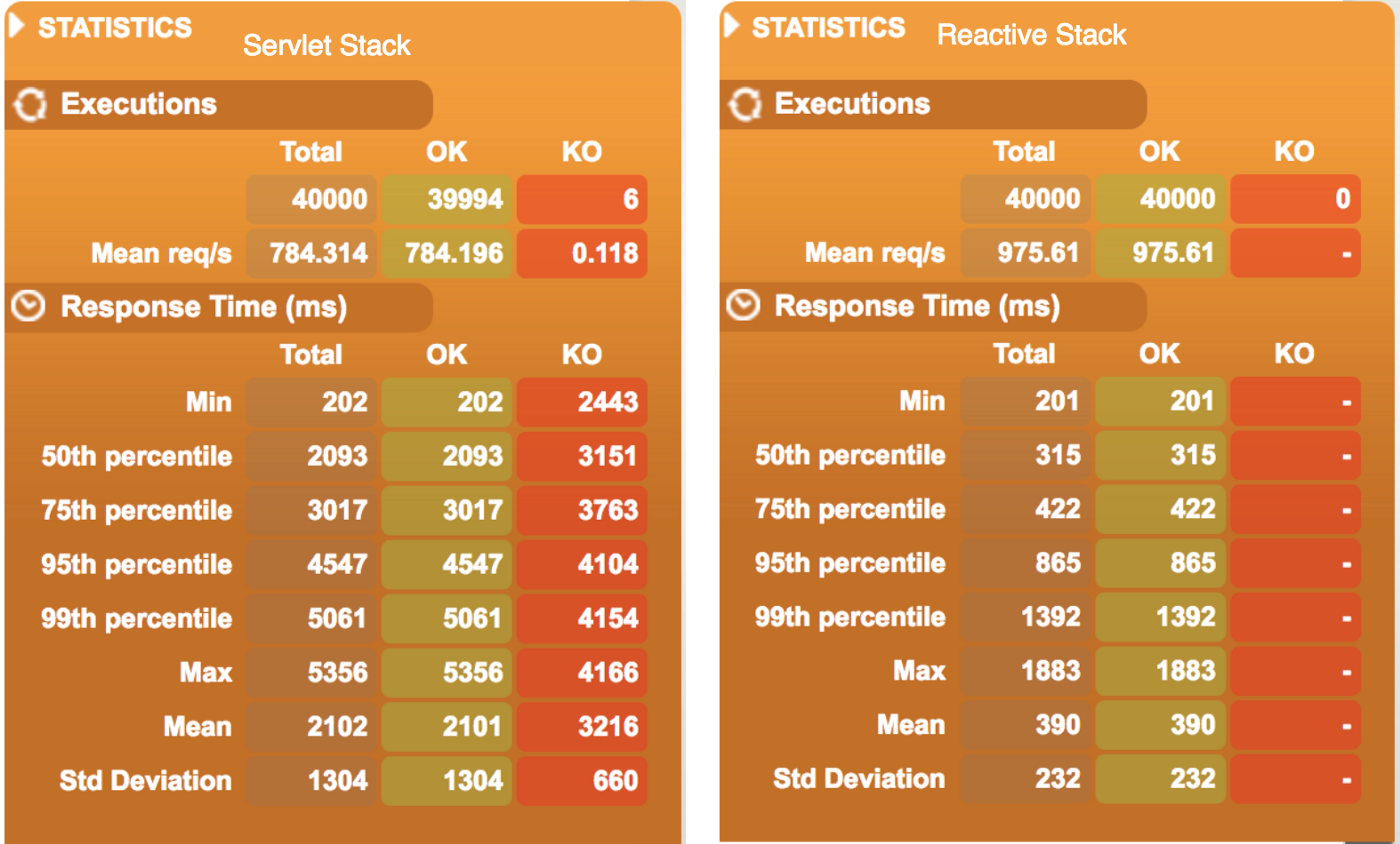 STATISTICS Servlet Stack
Executions
Total OK KO
40000 39994 6
Mean req/s 784.314 784.196 0.118
Response Time (ms)
Total OK KO
Min 202 202 2443
50th percentile 2093 2093 3151
75th percentile 3017 3017 3763
95th percentile 4547 4547 4104
99th percentile 5061 5061 4154
Max 5356 5356 4166
Mean 2102 2101 3216
Std Deviation 1304 1304 660
STATISTICS Reactive Stack
Executions
Total OK KO
40000 40000 0
Mean req/s 975.61 975.61 -
Response Time (ms)
Total OK KO
Min 201 201 -
50th percentile 315 315 -
75th percentile 422 422 -
95th percentile 865 865 -
99th percentile 1392 1392 -
Max 1883 1883 -
Mean 390 390 -
Std Deviation 232 232 -